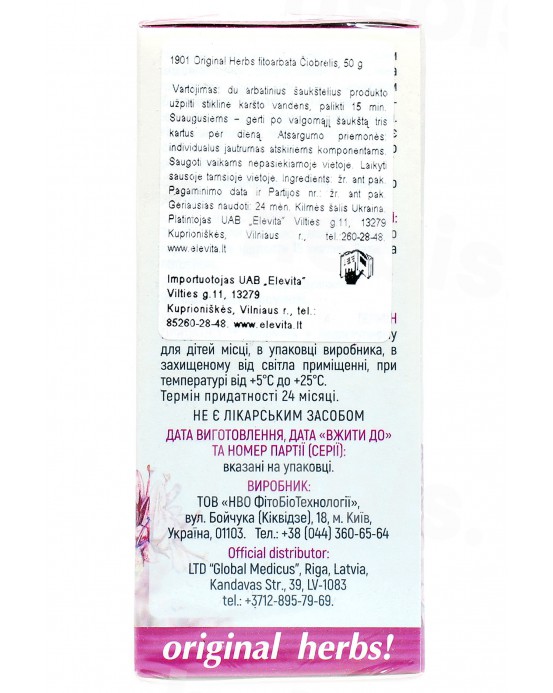 1901 Original Herbs fitoarbata Čiobrelis, 50 g
Vartojimas: du arbatinius šaukštelius produkto
užpilti stikline karšto vandens, palikti 15 min.
Suaugusiems – gerti po valgomąjį šaukštą tris
kartus per dieną. Atsargumo priemonės:
individualus jautrumas atskiriems komponentams.
Saugoti vaikams nepasiekiamoje vietoje. Laikyti
sausoje tamsioje vietoje. Ingredients: žr. ant pak.
Pagaminimo data ir Partijos nr.: žr. ant pak.
Geriausias naudoti: 24 mėn. Kilmės šalis Ukraina.
Platintojas UAB „Elevita" Vilties g.11, 13279
Kuprioniškės, Vilniaus r., tel.:260-28-48.
www.elevita.lt
Importuotojas UAB „Elevita"
Vilties g.11, 13279
Kuprioniškės, Vilniaus r., tel.:
85260-28-48. www.elevita.lt
для дітей місці, в упаковці виробника, в
захищеному від світла приміщенні, при
температурі від +5°С до +25°С.
Термін придатності 24 місяці.
НЕ Є ЛІКАРСЬКИМ ЗАСОБОМ
ДАТА ВИГОТОВЛЕННЯ, ДАТА «ВЖИТИ ДО»
ТА НОМЕР ПАРТІЇ (СЕРІЇ):
вказані на упаковці.
ВИРОБНИК:
ТОВ «НВО ФітоБіоТехнології»,
вул. Бойчука (Кіквідзе), 18, м. Київ,
Україна, 01103. Тел.: +38 (044) 360-65-64
Official distributor:
LTD "Global Medicus", Riga, Latvia,
Kandavas Str., 39, LV-1083
tel.: +3712-895-79-69.
original herbs!